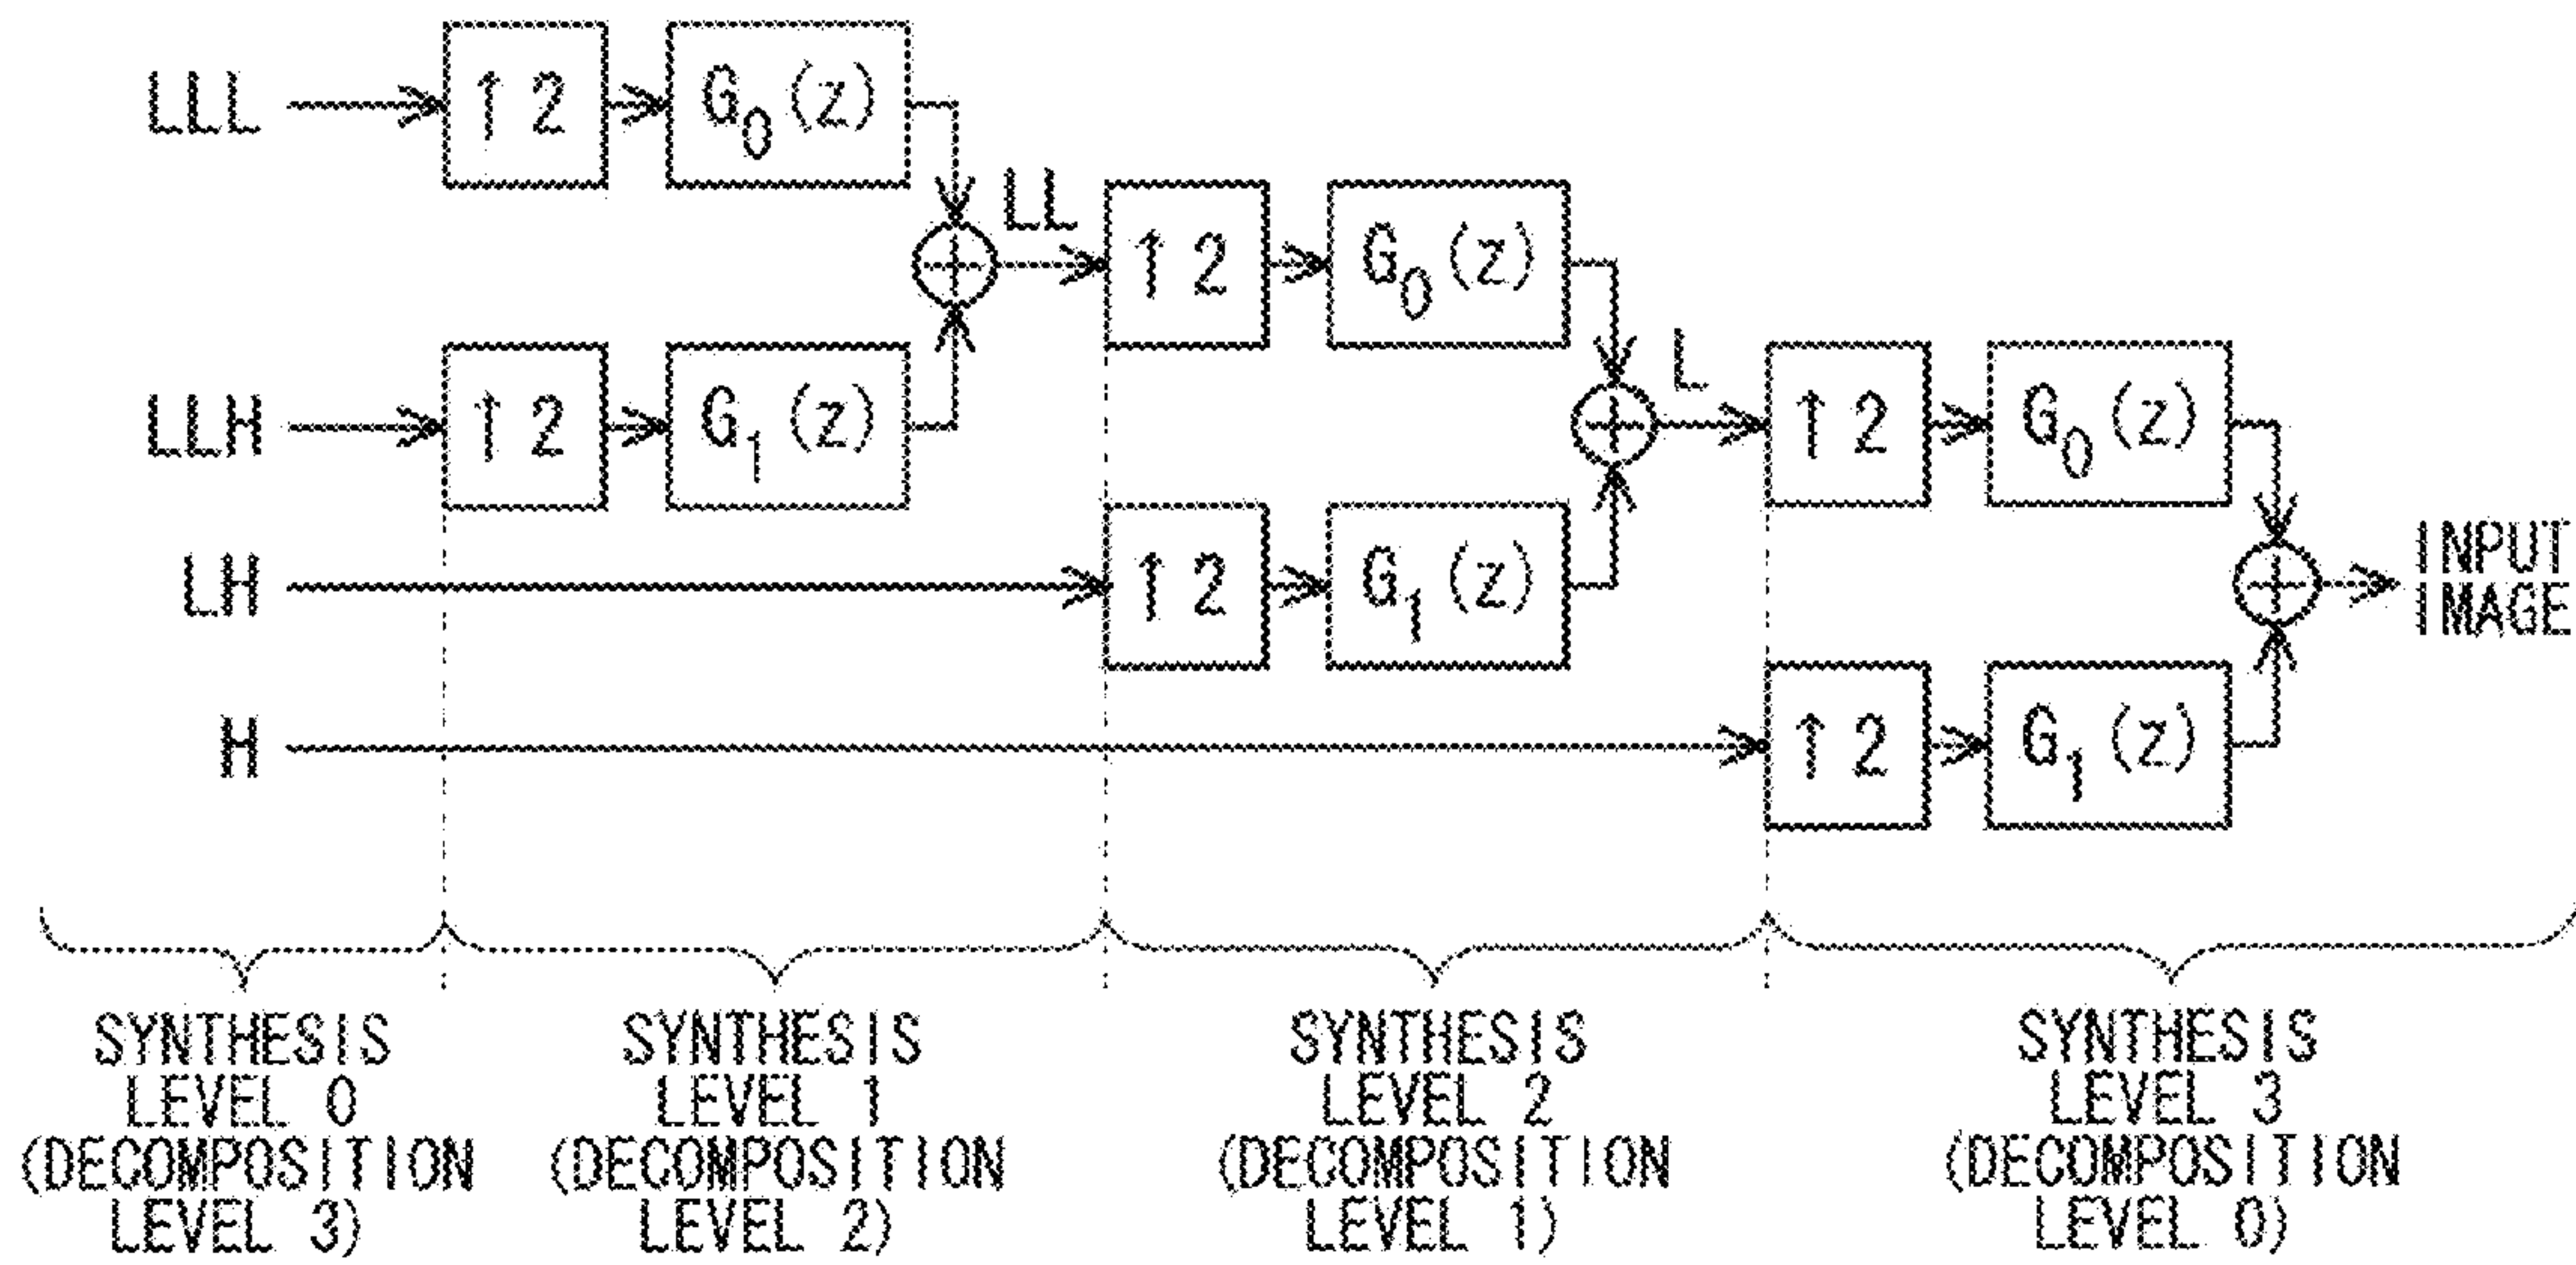 LLL
↑2
G0(z)
LL
↑2
G0(z)
LLH
↑2
G1(z)
L
↑2
G0(z)
LH
↑2
G1(z)
INPUT
IMAGE
H
↑2
G1(z)
SYNTHESIS
LEVEL 0
(DECOMPOSITION
LEVEL 3)
SYNTHESIS
LEVEL 1
(DECOMPOSITION
LEVEL 2)
SYNTHESIS
LEVEL 2
(DECOMPOSITION
LEVEL 1)
SYNTHESIS
LEVEL 3
(DECOMPOSITION
LEVEL 0)